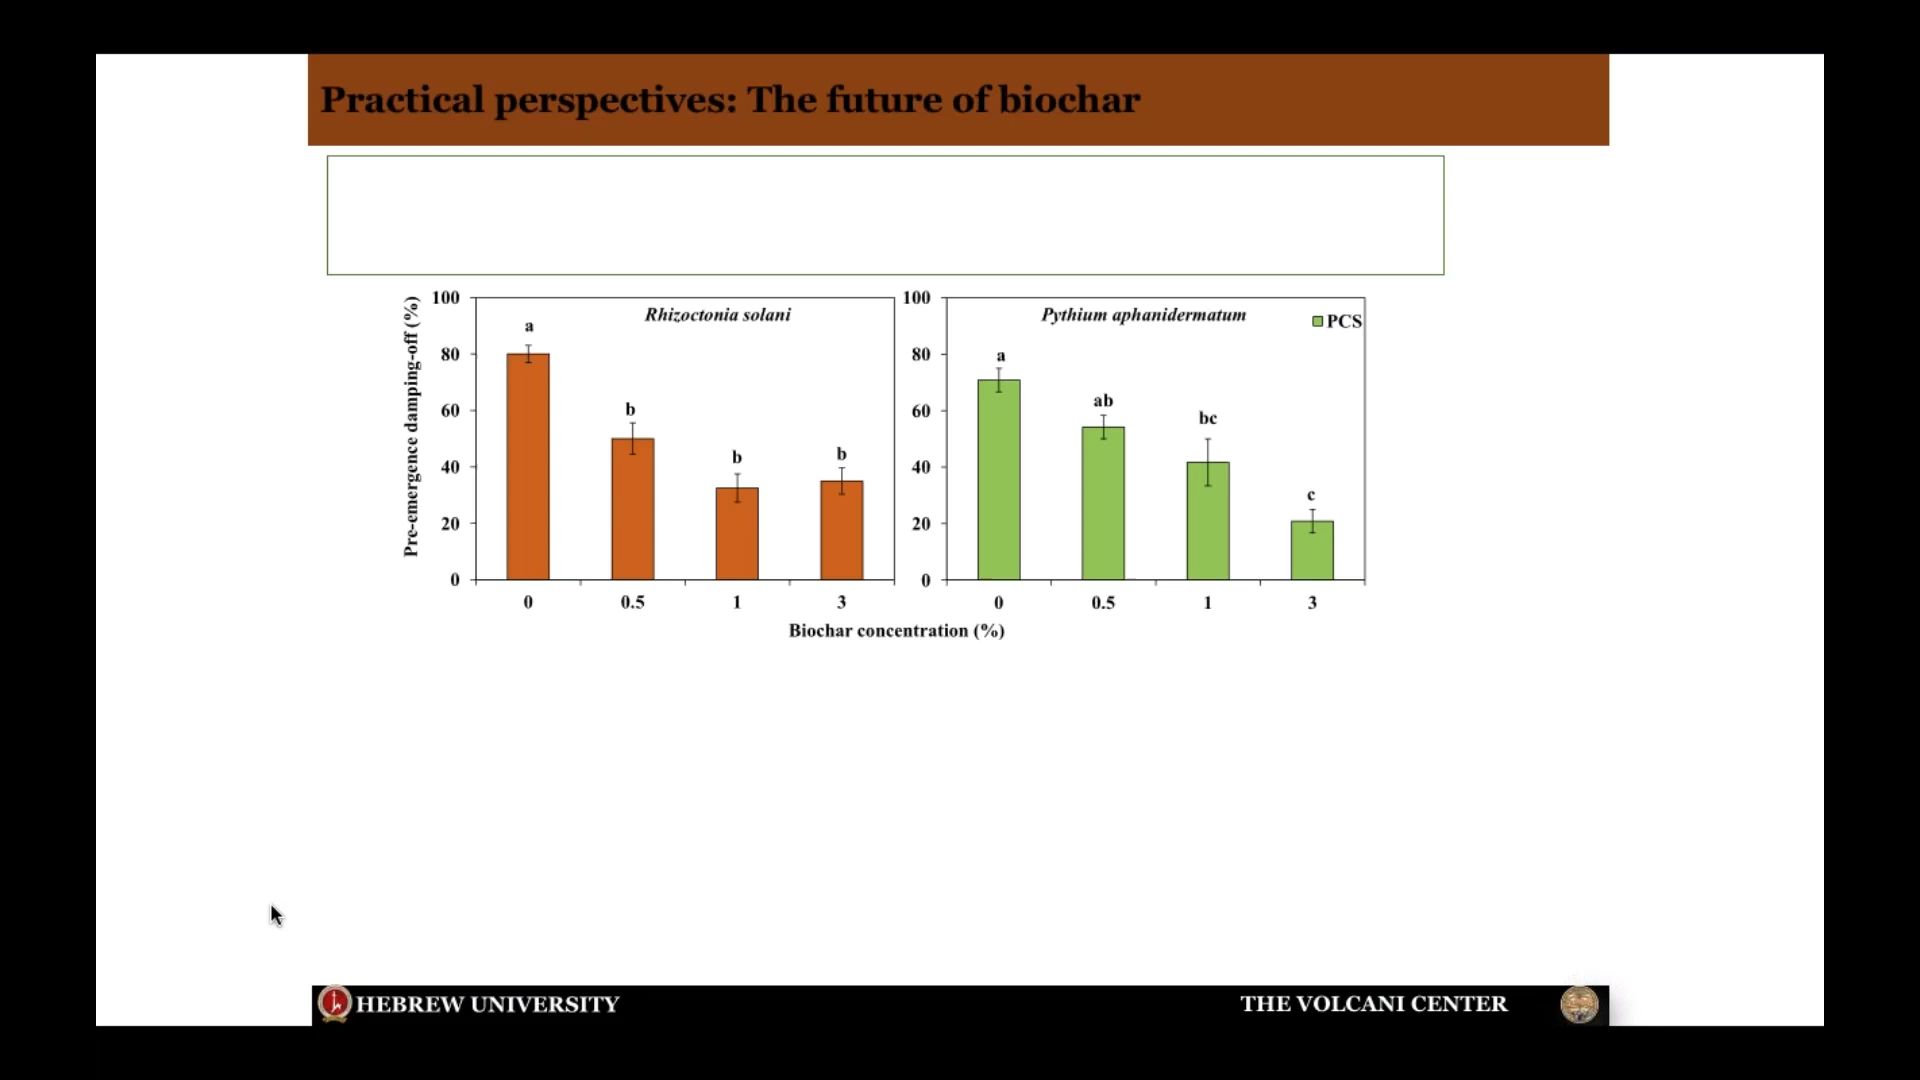 Practical perspectives: The future of biochar
Pre-emergence damping-off (%)
100
80
60
40
20
0
Rhizoctonia solani
a
b
b
b
0 0.5 1 3
100
80
60
40
20
0
Pythium aphanidermatum
PCS
a
ab
bc
c
0 0.5 1 3
Biochar concentration (%)
HEBREW UNIVERSITY
THE VOLCANI CENTER